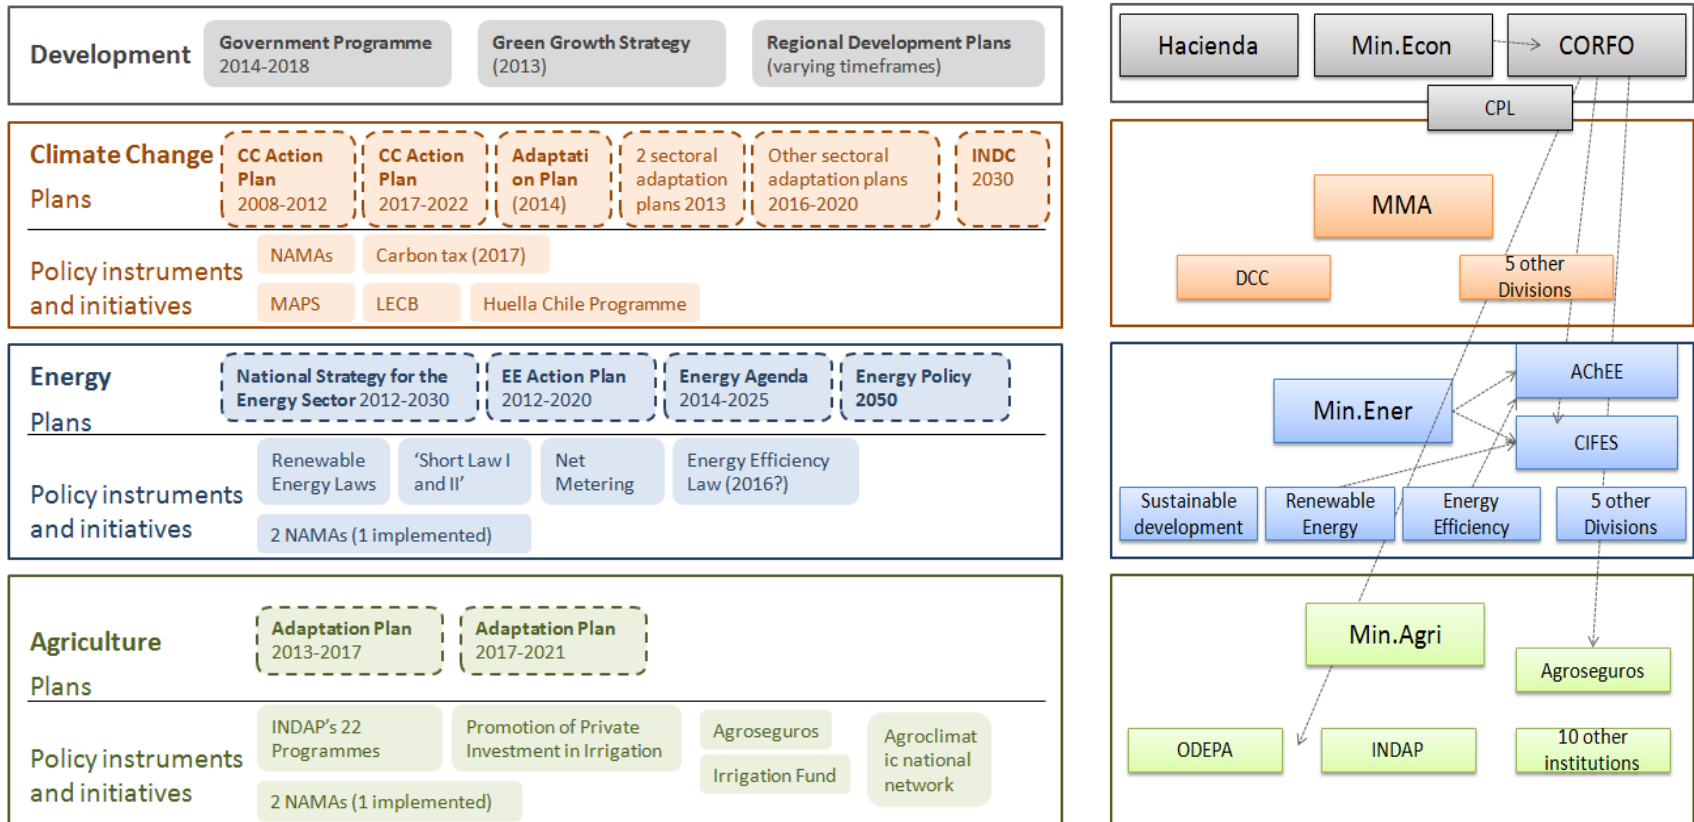 Development
Government Programme
2014-2018
Green Growth Strategy
(2013)
Regional Development Plans
(varying timeframes)
Climate Change
Plans
CC Action
Plan
2008-2012
CC Action
Plan
2017-2022
Adaptati
on Plan
(2014)
2 sectoral
adaptation
plans 2013
Other sectoral
adaptation plans
2016-2020
INDC
2030
Policy instruments
and initiatives
NAMAs
Carbon tax (2017)
MAPS
LECB
Huella Chile Programme
Energy
Plans
National Strategy for the
Energy Sector 2012-2030
EE Action Plan
2012-2020
Energy Agenda
2014-2025
Energy Policy
2050
Policy instruments
and initiatives
Renewable
Energy Laws
‘Short Law I
and II’
Net
Metering
Energy Efficiency
Law (2016?)
2 NAMAs (1 implemented)
Agriculture
Plans
Adaptation Plan
2013-2017
Adaptation Plan
2017-2021
Policy instruments
and initiatives
INDAP’s 22
Programmes
Promotion of Private
Investment in Irrigation
Agroseguros
Irrigation Fund
Agroclimat
ic national
network
2 NAMAs (1 implemented)
Hacienda
Min.Econ
CORFO
CPL
MMA
DCC
5 other
Divisions
Min.Ener
AChEE
CIFES
Sustainable
development
Renewable
Energy
Energy
Efficiency
5 other
Divisions
Min.Agri
Agroseguros
ODEPA
INDAP
10 other
institutions